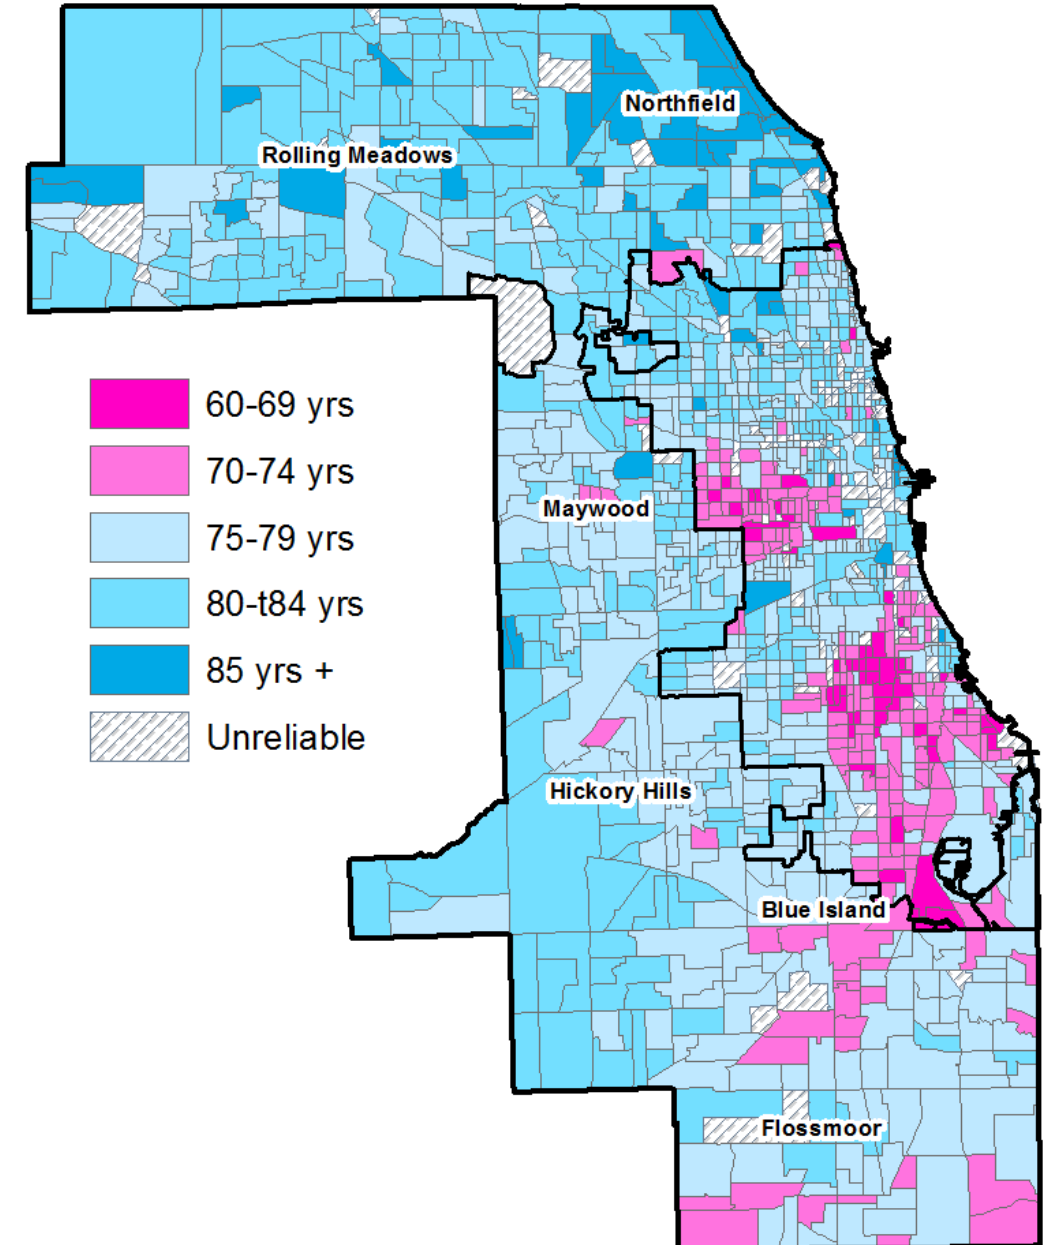 Northfield
Rolling Meadows
60-69 yrs
70-74 yrs
75-79 yrs
80-t84 yrs
85 yrs +
Unreliable
Maywood
Hickory Hills
Blue Island
Flossmoor